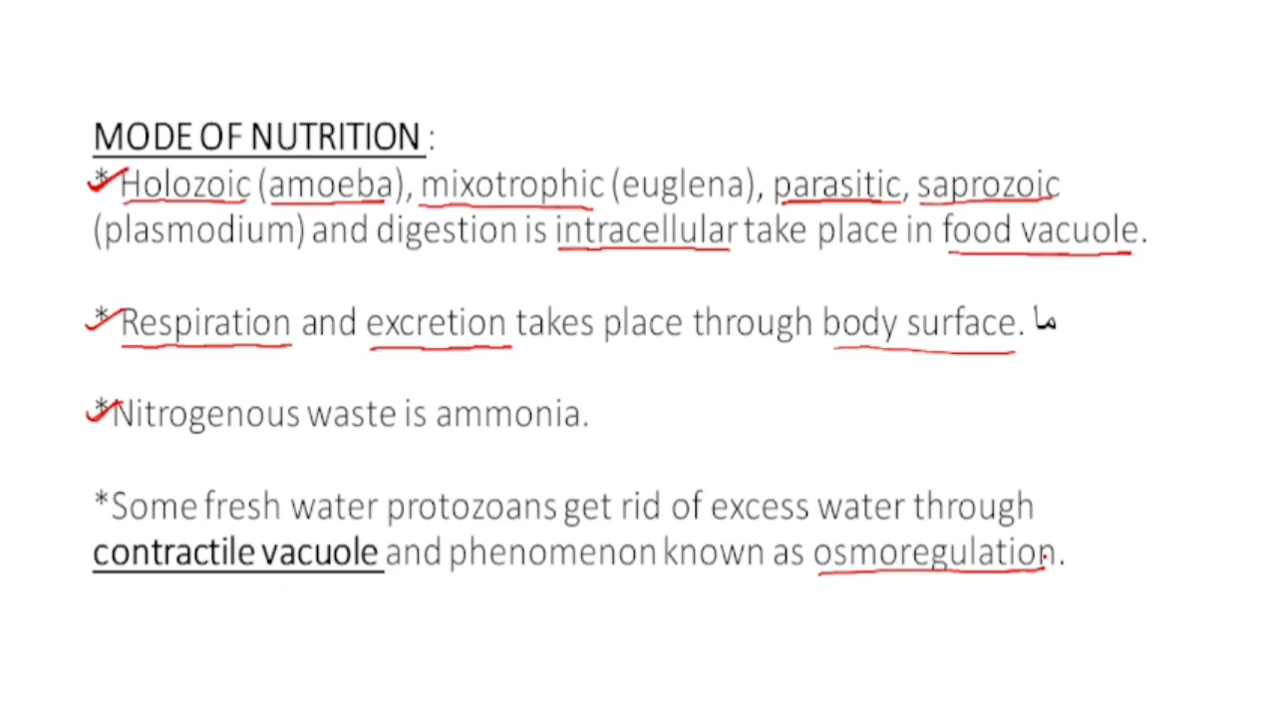 MODE OF NUTRITION :
* Holozoic (amoeba), mixotrophic (euglena), parasitic, saprozoic
(plasmodium) and digestion is intracellular take place in food vacuole.
* Respiration and excretion takes place through body surface. ما
*Nitrogenous waste is ammonia.
*Some fresh water protozoans get rid of excess water through
contractile vacuole and phenomenon known as osmoregulation.